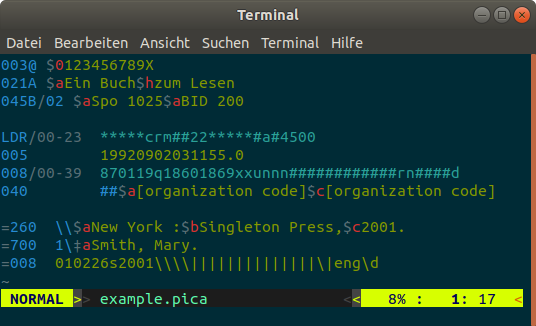 Terminal
Datei Bearbeiten Ansicht Suchen Terminal Hilfe
003@ $0123456789X
021A $aEin Buch$hzum Lesen
045B/02 $aSpo 1025$aBID 200
LDR/00-23  *****crm##22*****#a#4500
005        19920902031155.0
008/00-39  870119q18601869xxunnn############rn####d
040        ##$a[organization code]$c[organization code]
=260  \\$aNew York :$bSingleton Press,$c2001.
=700  1\‡aSmith, Mary.
=008  010226s2001\\\\||||||||||||||\|eng\d
~
NORMAL >> example.pica << 8% : 1: 17 <